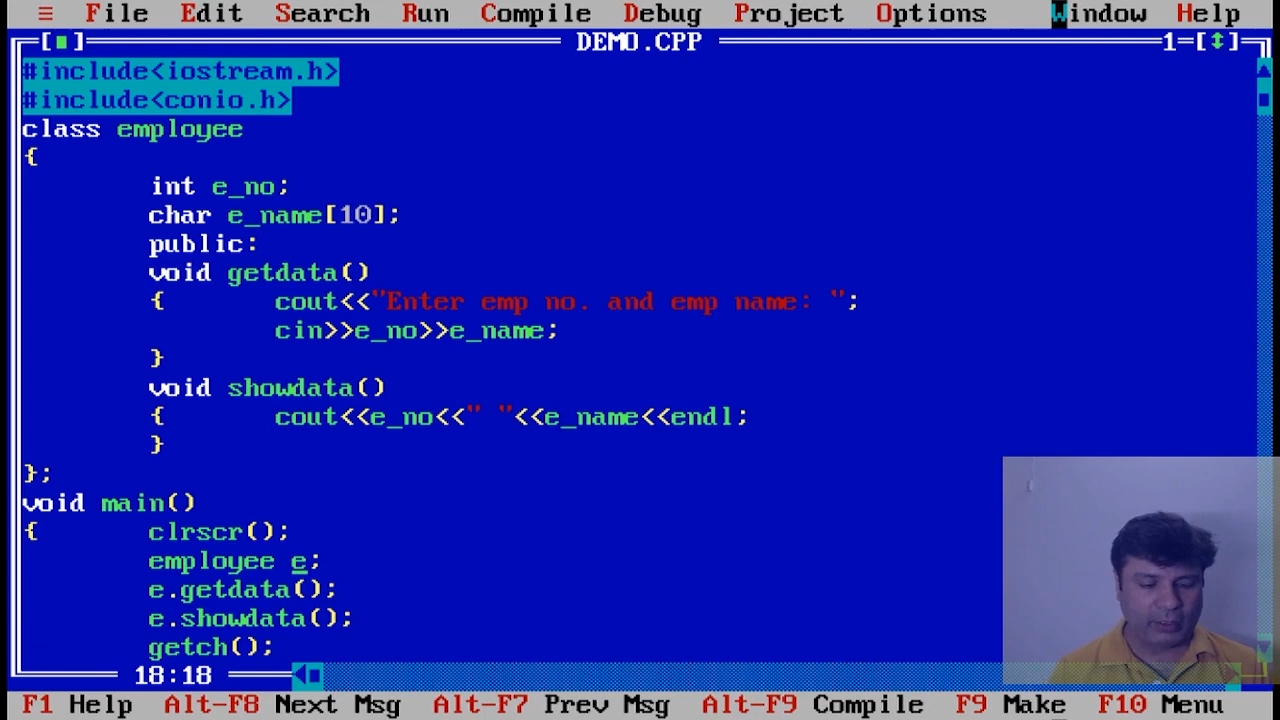 ≡ File Edit Search Run Compile Debug Project Options Window Help
[■] DEMO.CPP 1=[↕]
#include<iostream.h>
#include<conio.h>
class employee
{
int e_no;
char e_name[10];
public:
void getdata()
{ cout<<"Enter emp no. and emp name: ";
cin>>e_no>>e_name;
}
void showdata()
{ cout<<e_no<<" "<<e_name<<endl;
}
};
void main()
{ clrscr();
employee e;
e.getdata();
e.showdata();
getch();
18:18
F1 Help Alt-F8 Next Msg Alt-F7 Prev Msg Alt-F9 Compile F9 Make F10 Menu